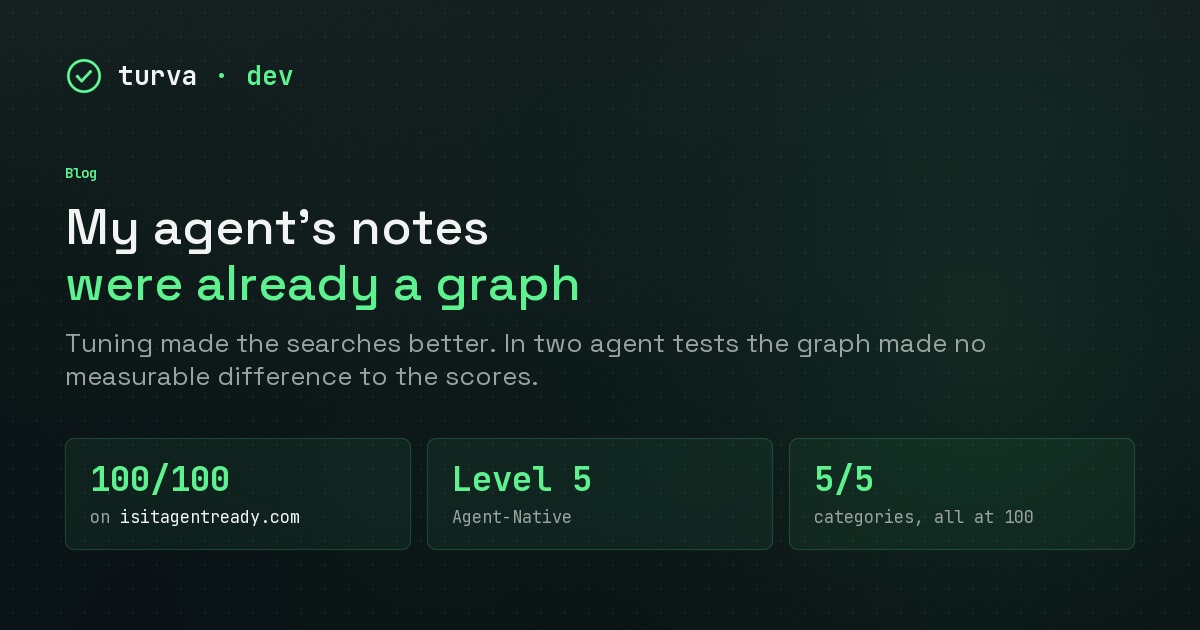 turva · dev
Blog
My agent’s notes
were already a graph
Tuning made the searches better. In two agent tests the graph made no
measurable difference to the scores.
100/100
on isitagentready.com
Level 5
Agent-Native
5/5
categories, all at 100